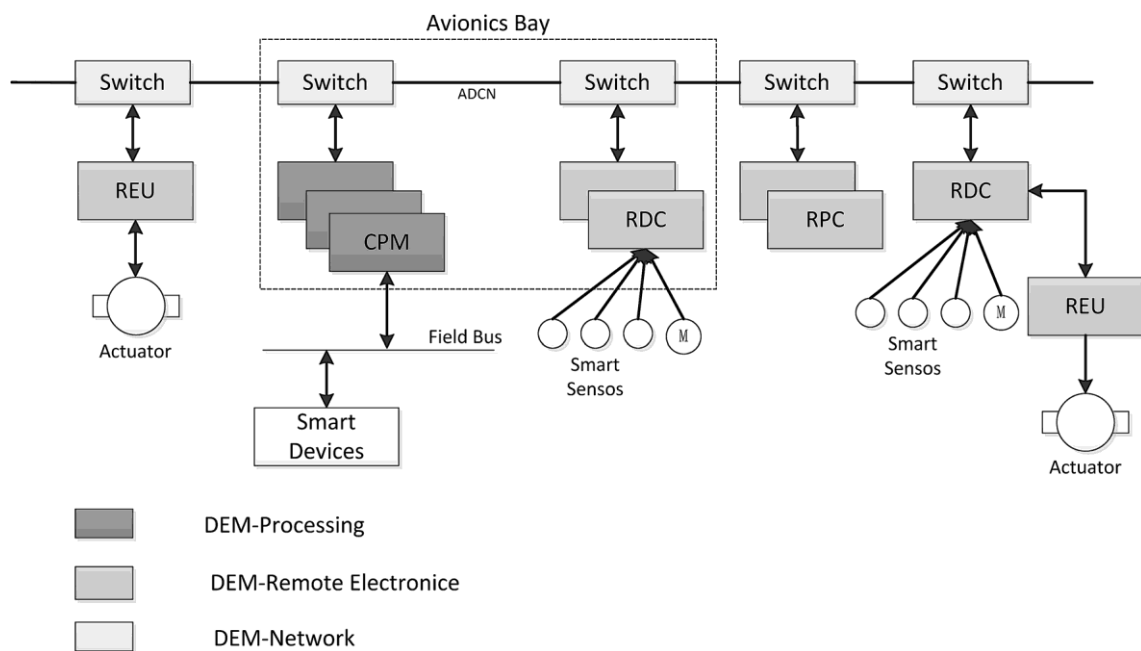 Avionics Bay
Switch
Switch
ADCN
Switch
Switch
Switch
REU
CPM
RDC
RPC
RDC
Actuator
Field Bus
M
Smart
Sensos
M
Smart
Sensos
REU
Smart
Devices
Actuator
DEM-Processing
DEM-Remote Electronice
DEM-Network